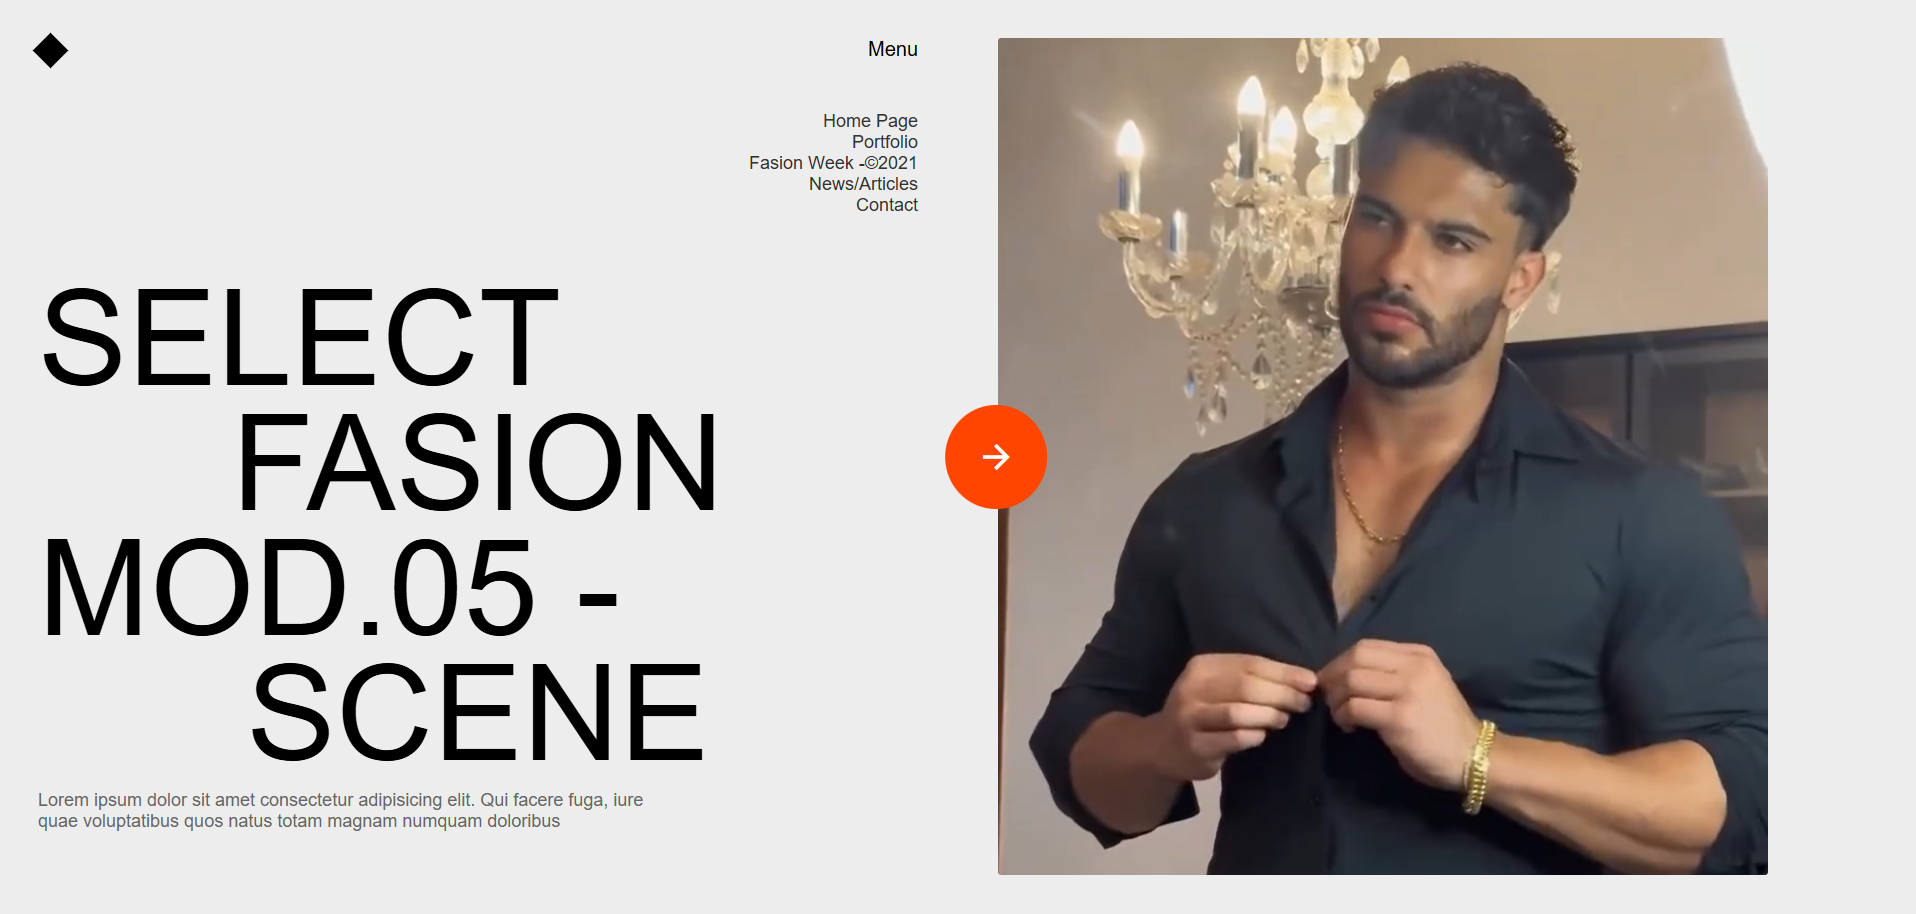 Menu
Home Page
Portfolio
Fasion Week -©2021
News/Articles
Contact
SELECT
FASION
MOD.05 -
SCENE
Lorem ipsum dolor sit amet consectetur adipisicing elit. Qui facere fuga, iure
quae voluptatibus quos natus totam magnam numquam doloribus